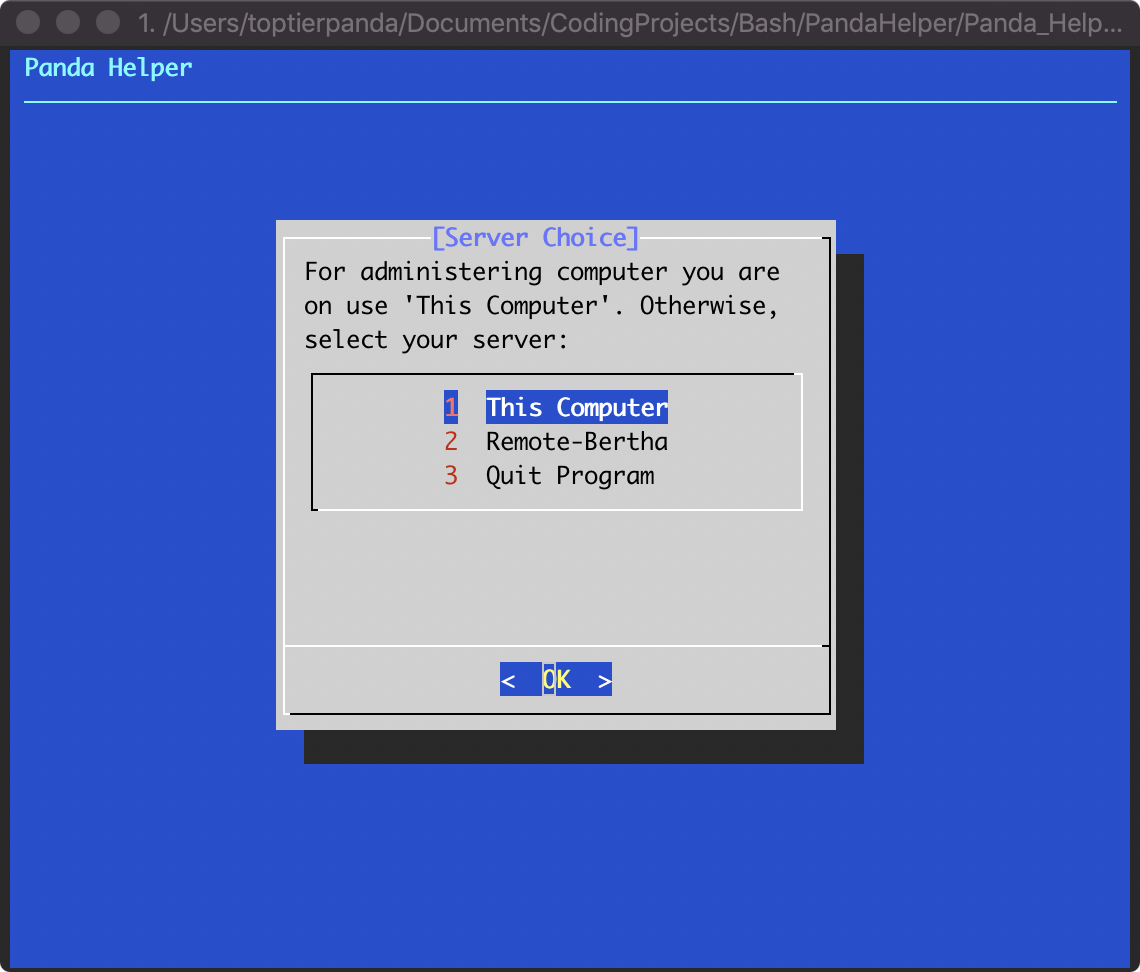 1. /Users/toptierpanda/Documents/CodingProjects/Bash/PandaHelper/Panda_Help...
Panda Helper
[Server Choice]
For administering computer you are
on use 'This Computer'. Otherwise,
select your server:
1 This Computer
2 Remote-Bertha
3 Quit Program
< OK >